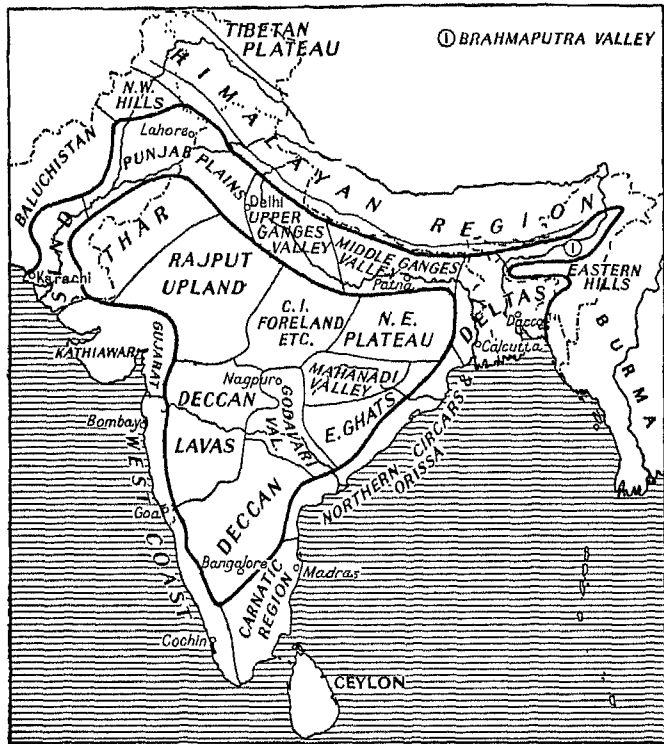 TIBETAN
PLATEAU
① BRAHMAPUTRA VALLEY
HIMALAYAN REGION
N.W.
HILLS
Lahore
BALUCHISTAN
PUNJAB PLAINS
INDUS
THAR
Delhi
UPPER
GANGES
VALLEY
MIDDLE GANGES
VALLEY
Patna
①
EASTERN
HILLS
Karachi
RAJPUT
UPLAND
C.I.
FORELAND
ETC.
N.E.
PLATEAU
DELTAS
Dacca
Calcutta
BURMA
KATHIAWAR
GUJARAT
Nagpur
MAHANADI
VALLEY
DECCAN
LAVAS
GODAVARI
VAL.
E. GHATS
Bombay
NORTHERN CIRCARS &
ORISSA
WEST COAST
Goa
DECCAN
Bangalore
Madras
CARNATIC
REGION
Cochin
CEYLON